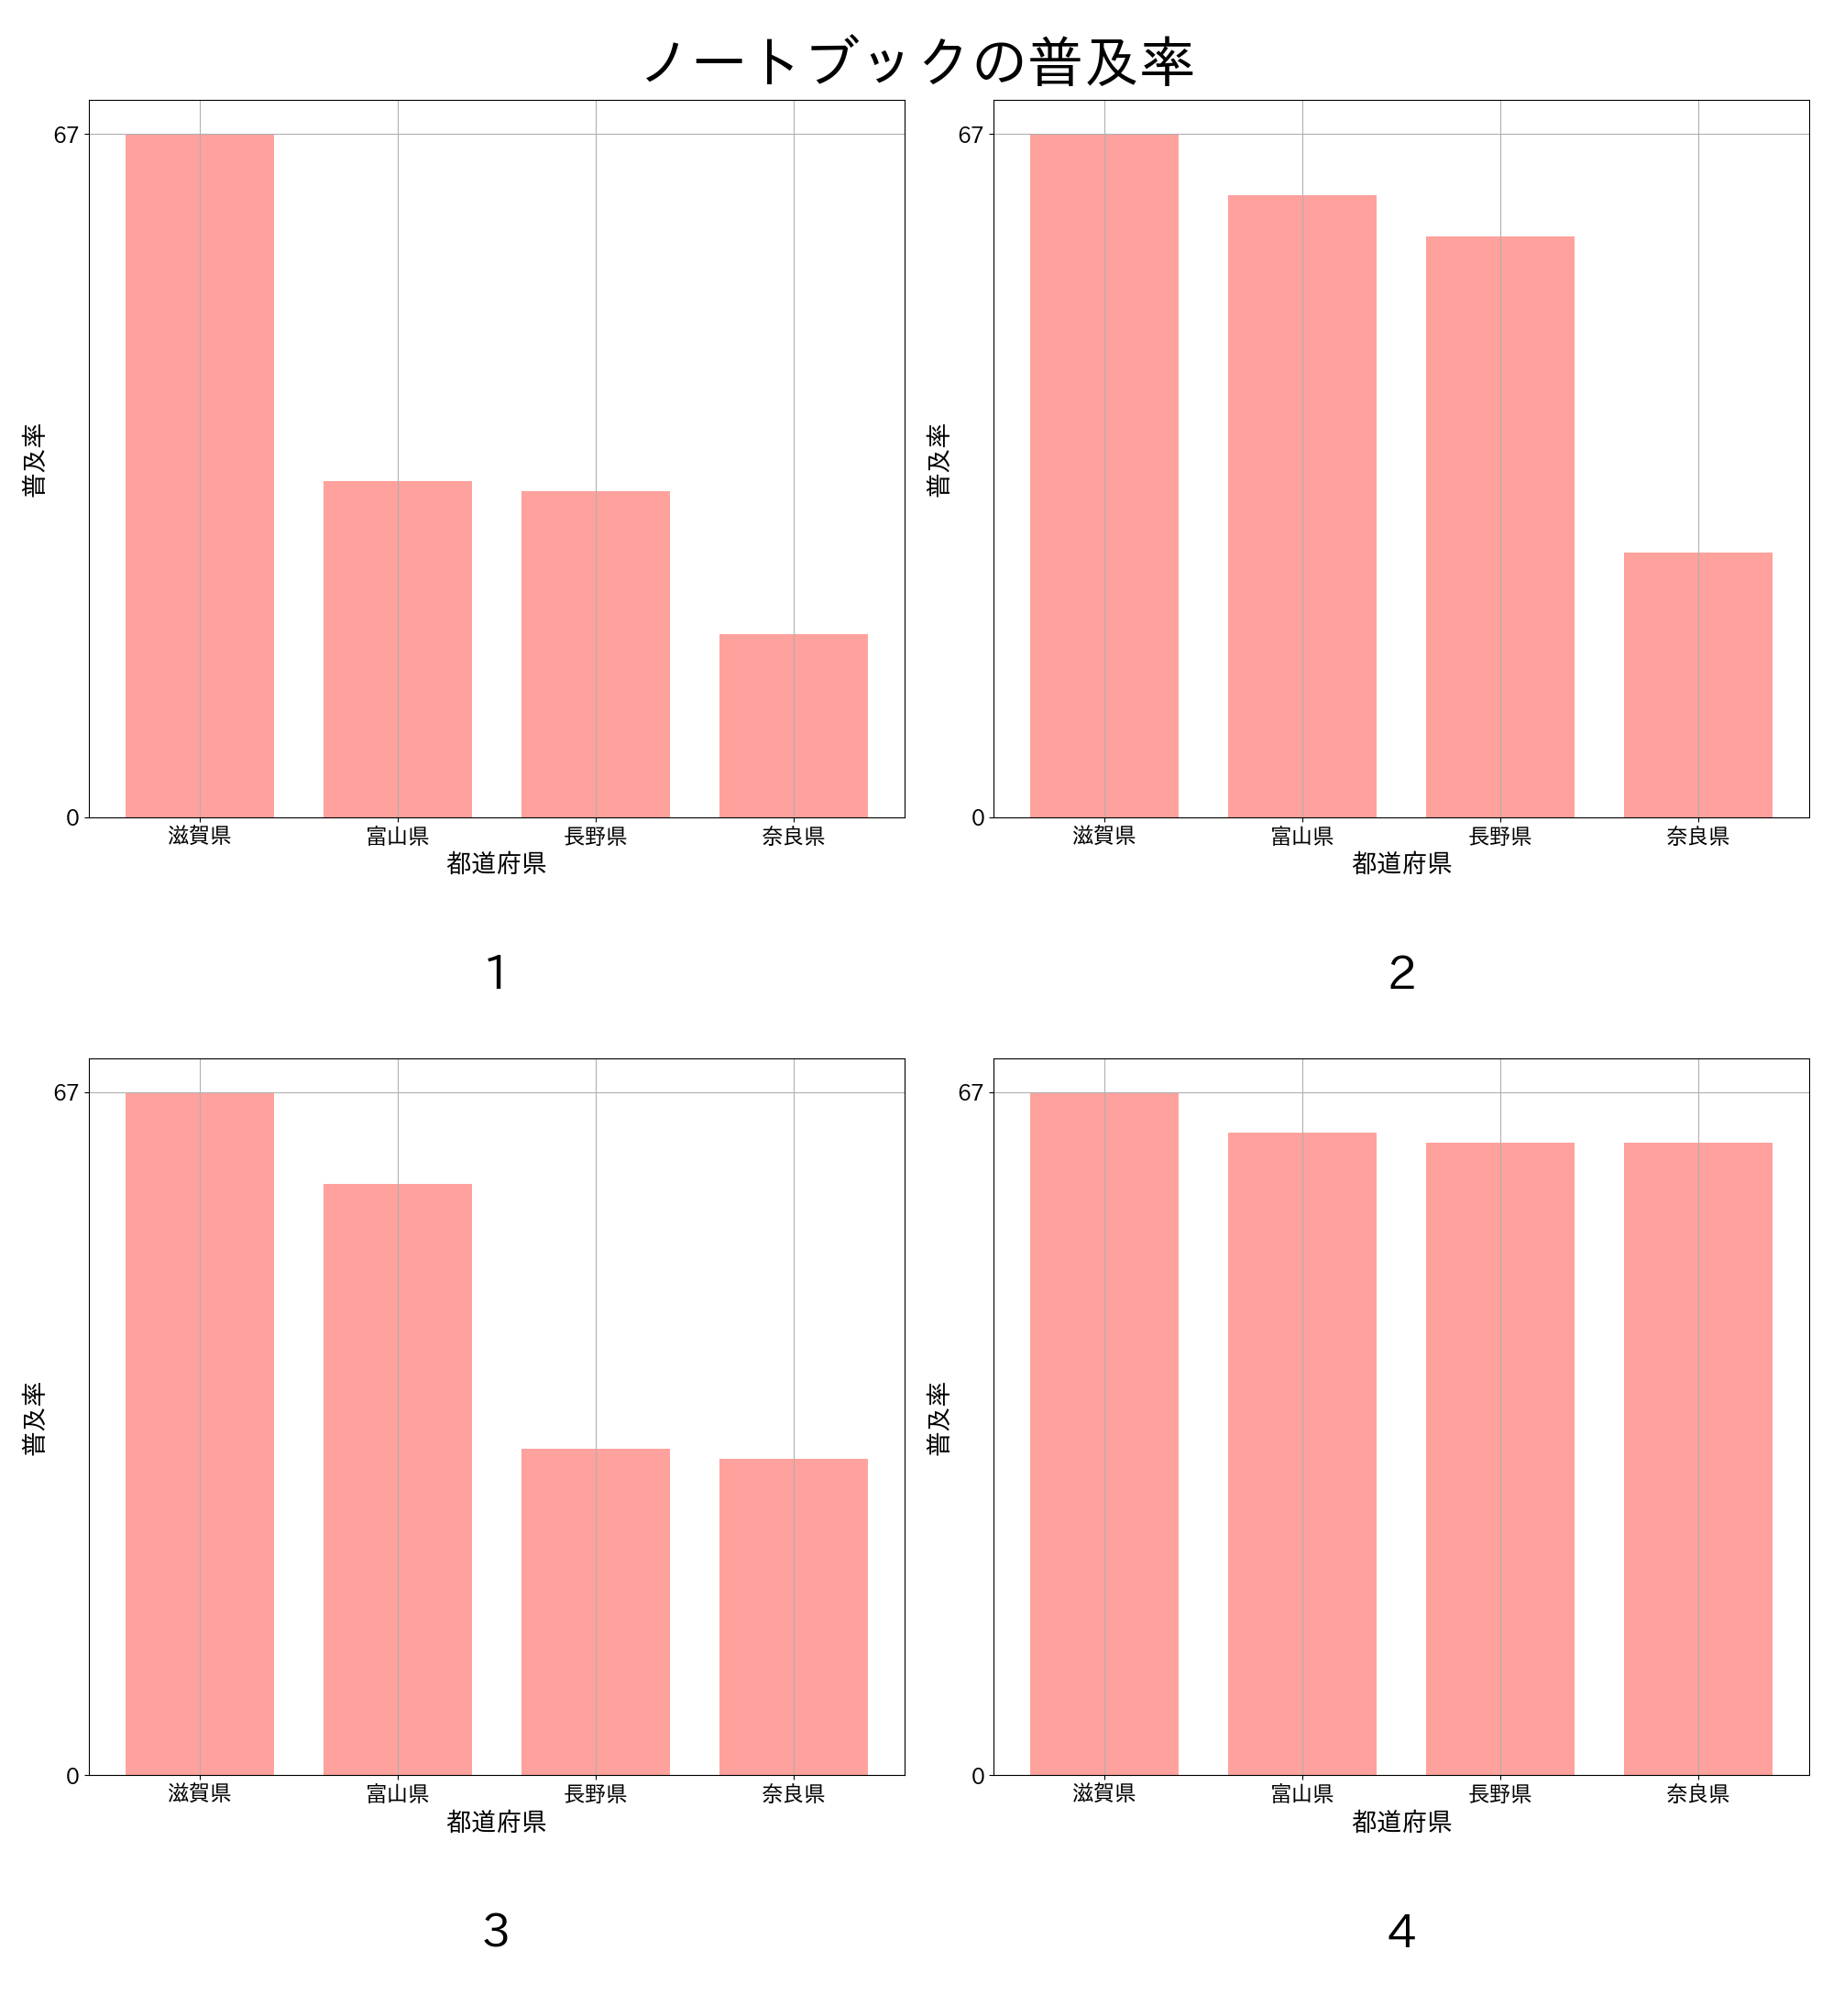 ノートブックの普及率
67
0
普及率
滋賀県 富山県 長野県 奈良県
都道府県
1
67
0
普及率
滋賀県 富山県 長野県 奈良県
都道府県
2
67
0
普及率
滋賀県 富山県 長野県 奈良県
都道府県
3
67
0
普及率
滋賀県 富山県 長野県 奈良県
都道府県
4